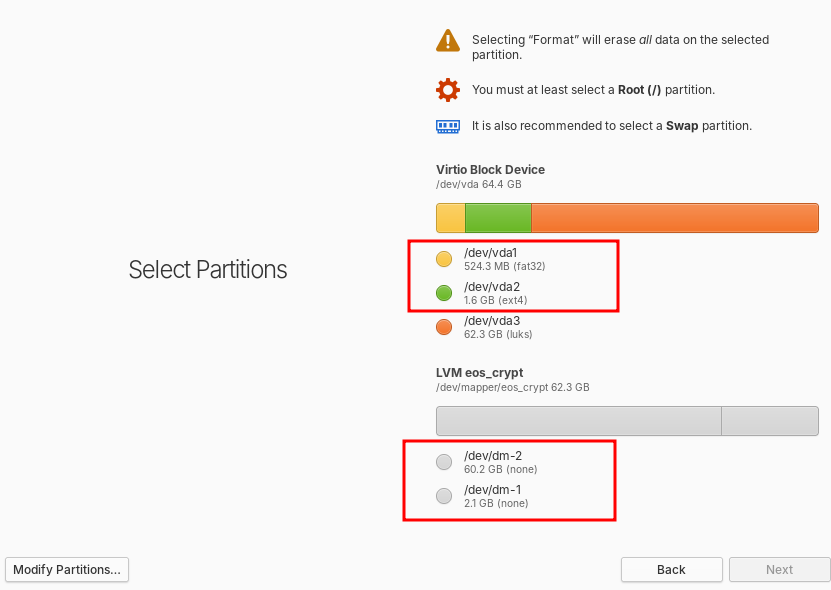 Selecting “Format” will erase all data on the selected
partition.
You must at least select a Root (/) partition.
It is also recommended to select a Swap partition.
Virtio Block Device
/dev/vda 64.4 GB
Select Partitions
/dev/vda1
524.3 MB (fat32)
/dev/vda2
1.6 GB (ext4)
/dev/vda3
62.3 GB (luks)
LVM eos_crypt
/dev/mapper/eos_crypt 62.3 GB
/dev/dm-2
60.2 GB (none)
/dev/dm-1
2.1 GB (none)
Modify Partitions...
Back
Next